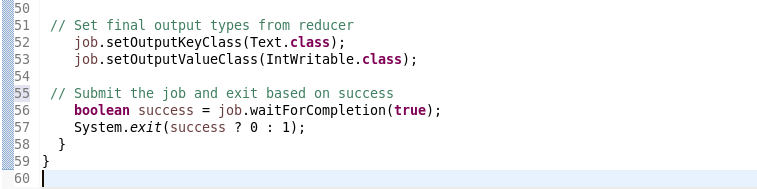 50
51 // Set final output types from reducer
52 job.setOutputKeyClass(Text.class);
53 job.setOutputValueClass(IntWritable.class);
54
55 // Submit the job and exit based on success
56 boolean success = job.waitForCompletion(true);
57 System.exit(success ? 0 : 1);
58 }
59 }
60